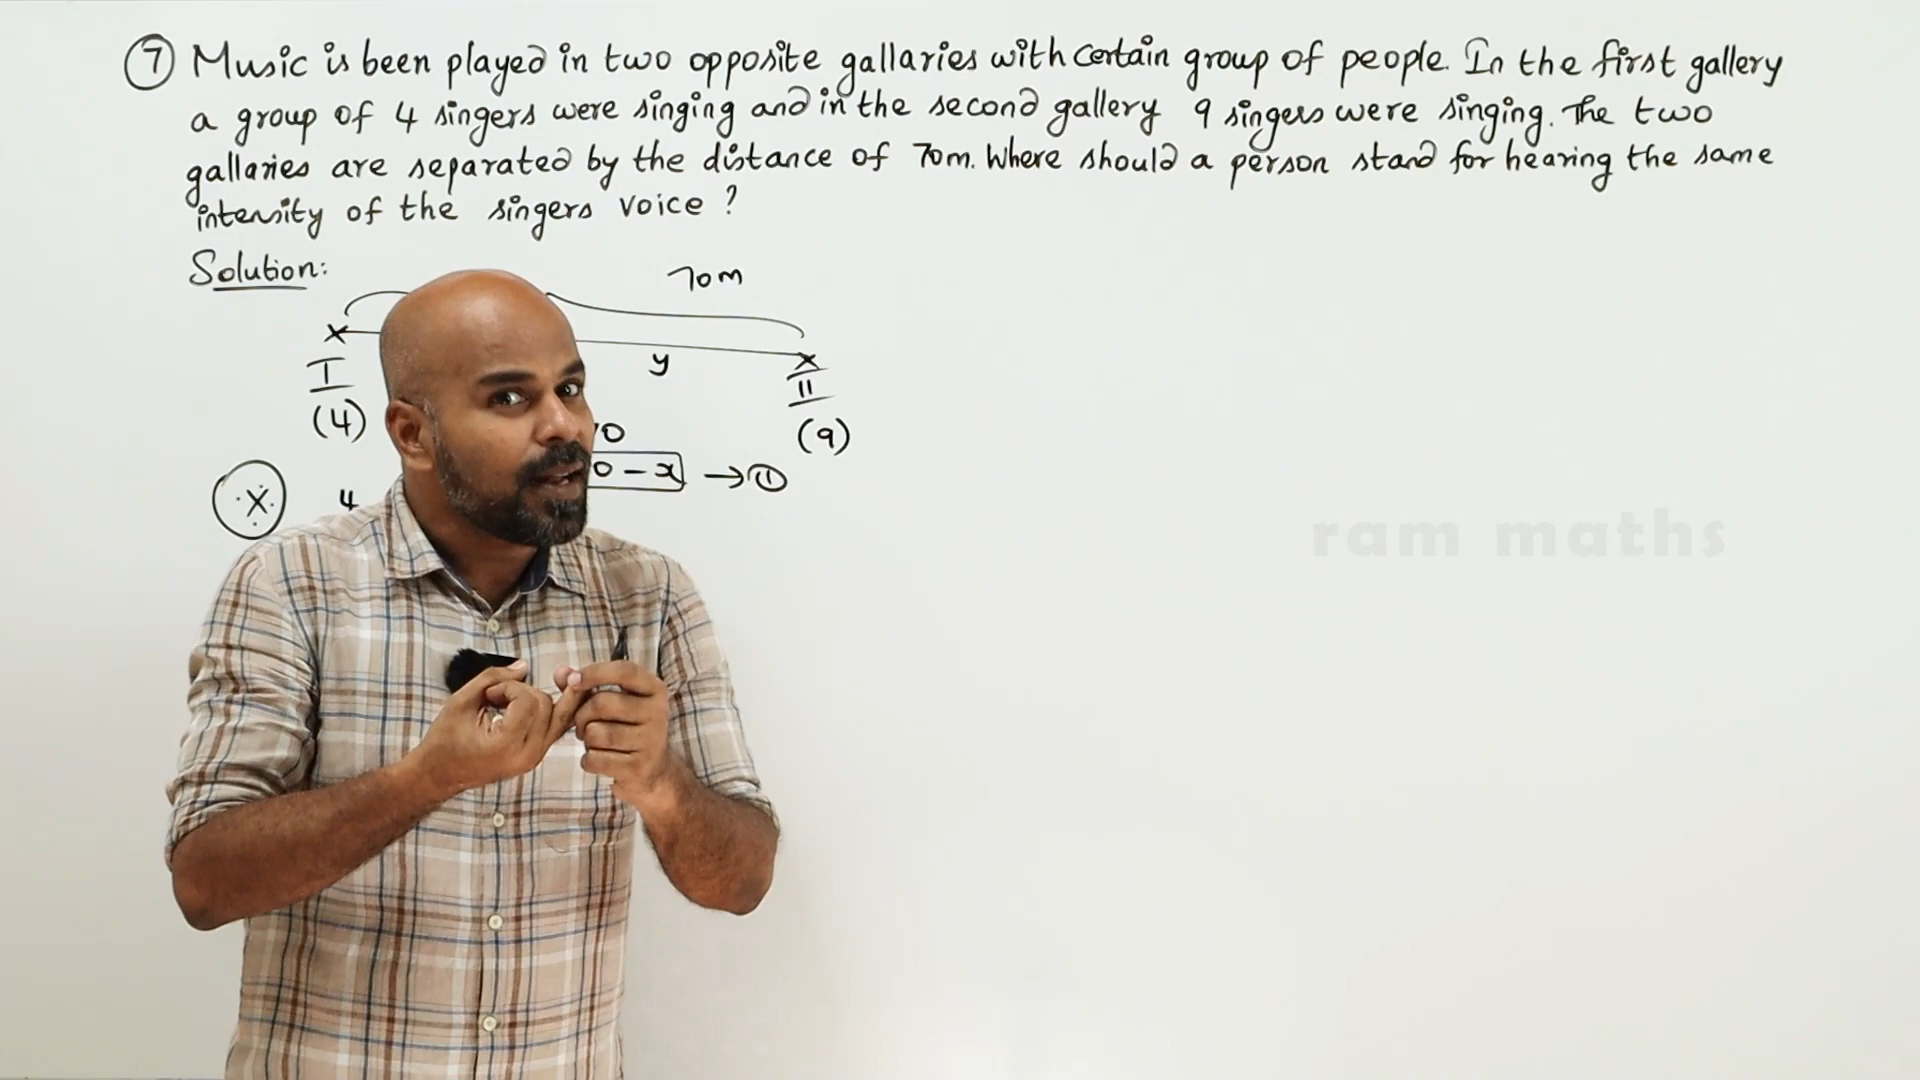 7 Music is been played in two opposite gallaries with certain group of people. In the first gallery
a group of 4 singers were singing and in the second gallery 9 singers were singing. The two
gallaries are separated by the distance of 70m. Where should a person stand for hearing the same
intensity of the singers voice ?
Solution:
70m
x x
y
I II
(4) (9)
0
0 - x → 1
x 4
ram maths